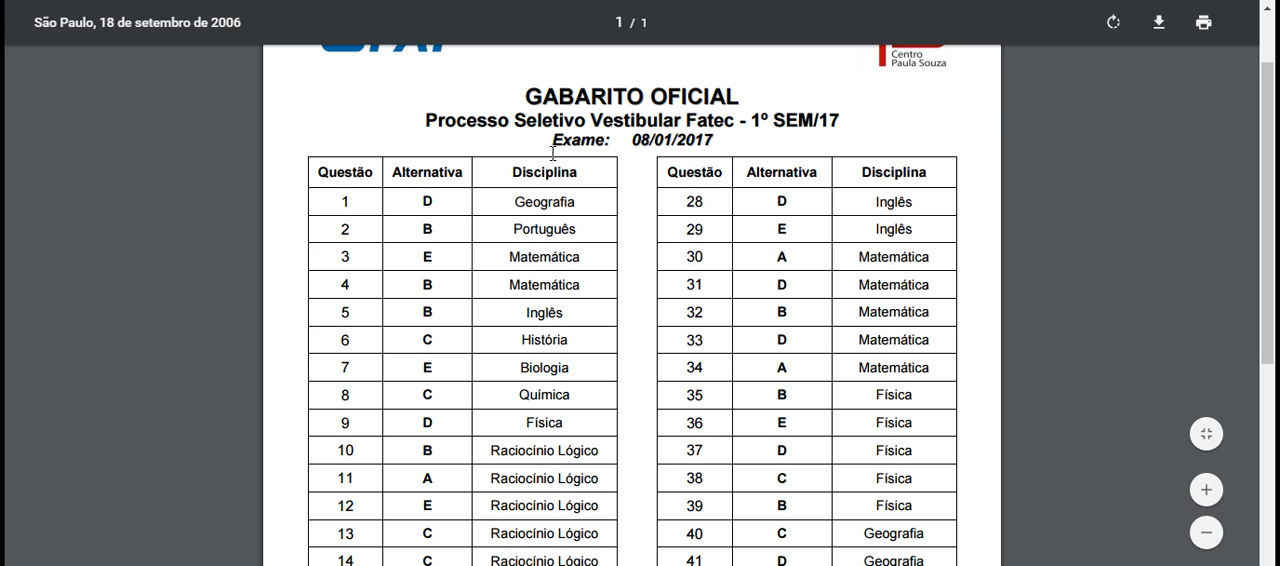 São Paulo, 18 de setembro de 2006
1 / 1
Centro
Paula Souza
GABARITO OFICIAL
Processo Seletivo Vestibular Fatec - 1º SEM/17
Exame: 08/01/2017
Questão Alternativa Disciplina
1 D Geografia
2 B Português
3 E Matemática
4 B Matemática
5 B Inglês
6 C História
7 E Biologia
8 C Química
9 D Física
10 B Raciocínio Lógico
11 A Raciocínio Lógico
12 E Raciocínio Lógico
13 C Raciocínio Lógico
14 C Raciocínio Lógico
Questão Alternativa Disciplina
28 D Inglês
29 E Inglês
30 A Matemática
31 D Matemática
32 B Matemática
33 D Matemática
34 A Matemática
35 B Física
36 E Física
37 D Física
38 C Física
39 B Física
40 C Geografia
41 D Geografia